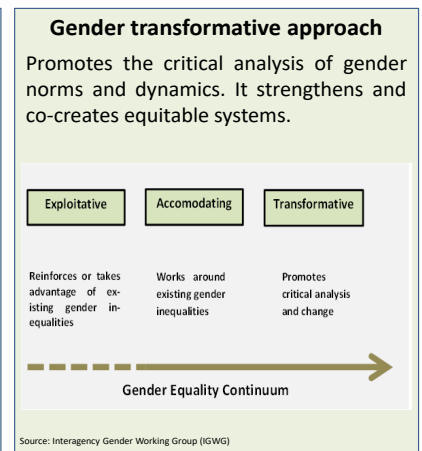 Gender transformative approach
Promotes the critical analysis of gender
norms and dynamics. It strengthens and
co-creates equitable systems.
Exploitative
Accomodating
Transformative
Reinforces or takes
advantage of ex-
isting gender in-
equalities
Works around
existing gender
inequalities
Promotes
critical analysis
and change
Gender Equality Continuum
Source: Interagency Gender Working Group (IGWG)